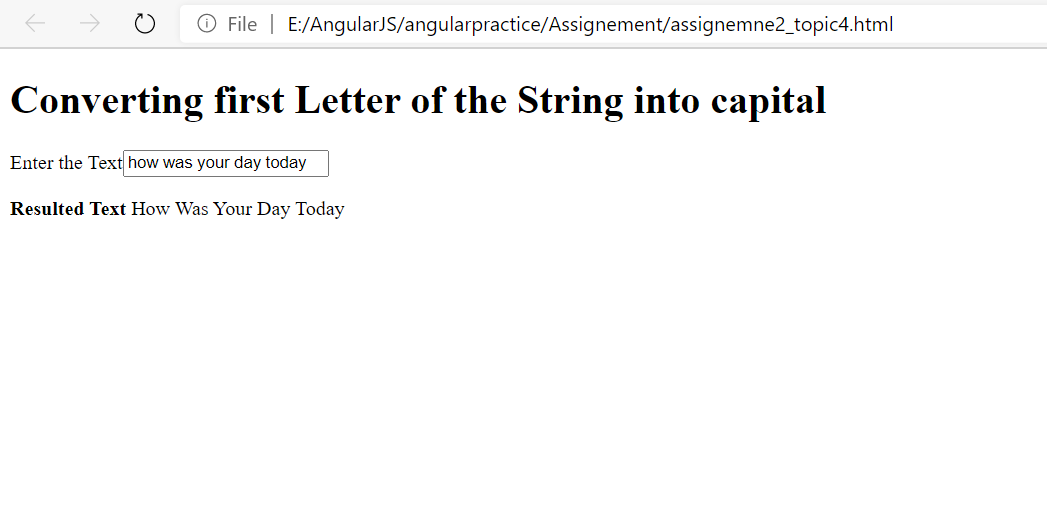 File | E:/AngularJS/angularpractice/Assignement/assignemne2_topic4.html
Converting first Letter of the String into capital
Enter the Text how was your day today
Resulted Text How Was Your Day Today